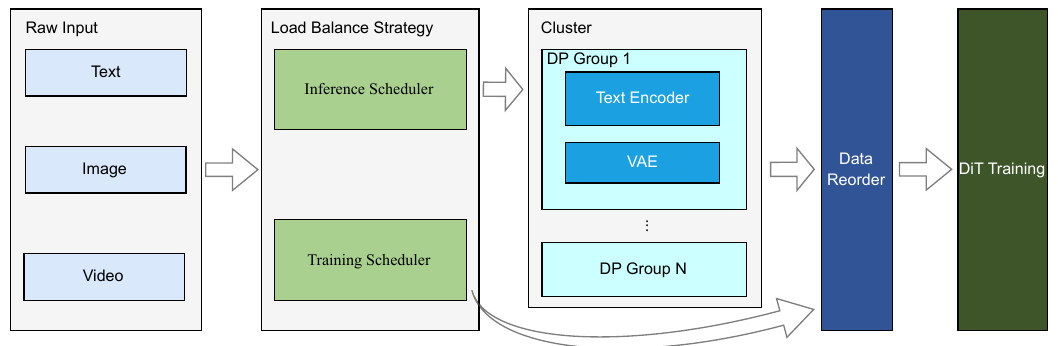 Raw Input
Text
Image
Video
Load Balance Strategy
Inference Scheduler
Training Scheduler
Cluster
DP Group 1
Text Encoder
VAE
⋮
DP Group N
Data
Reorder
DiT Training